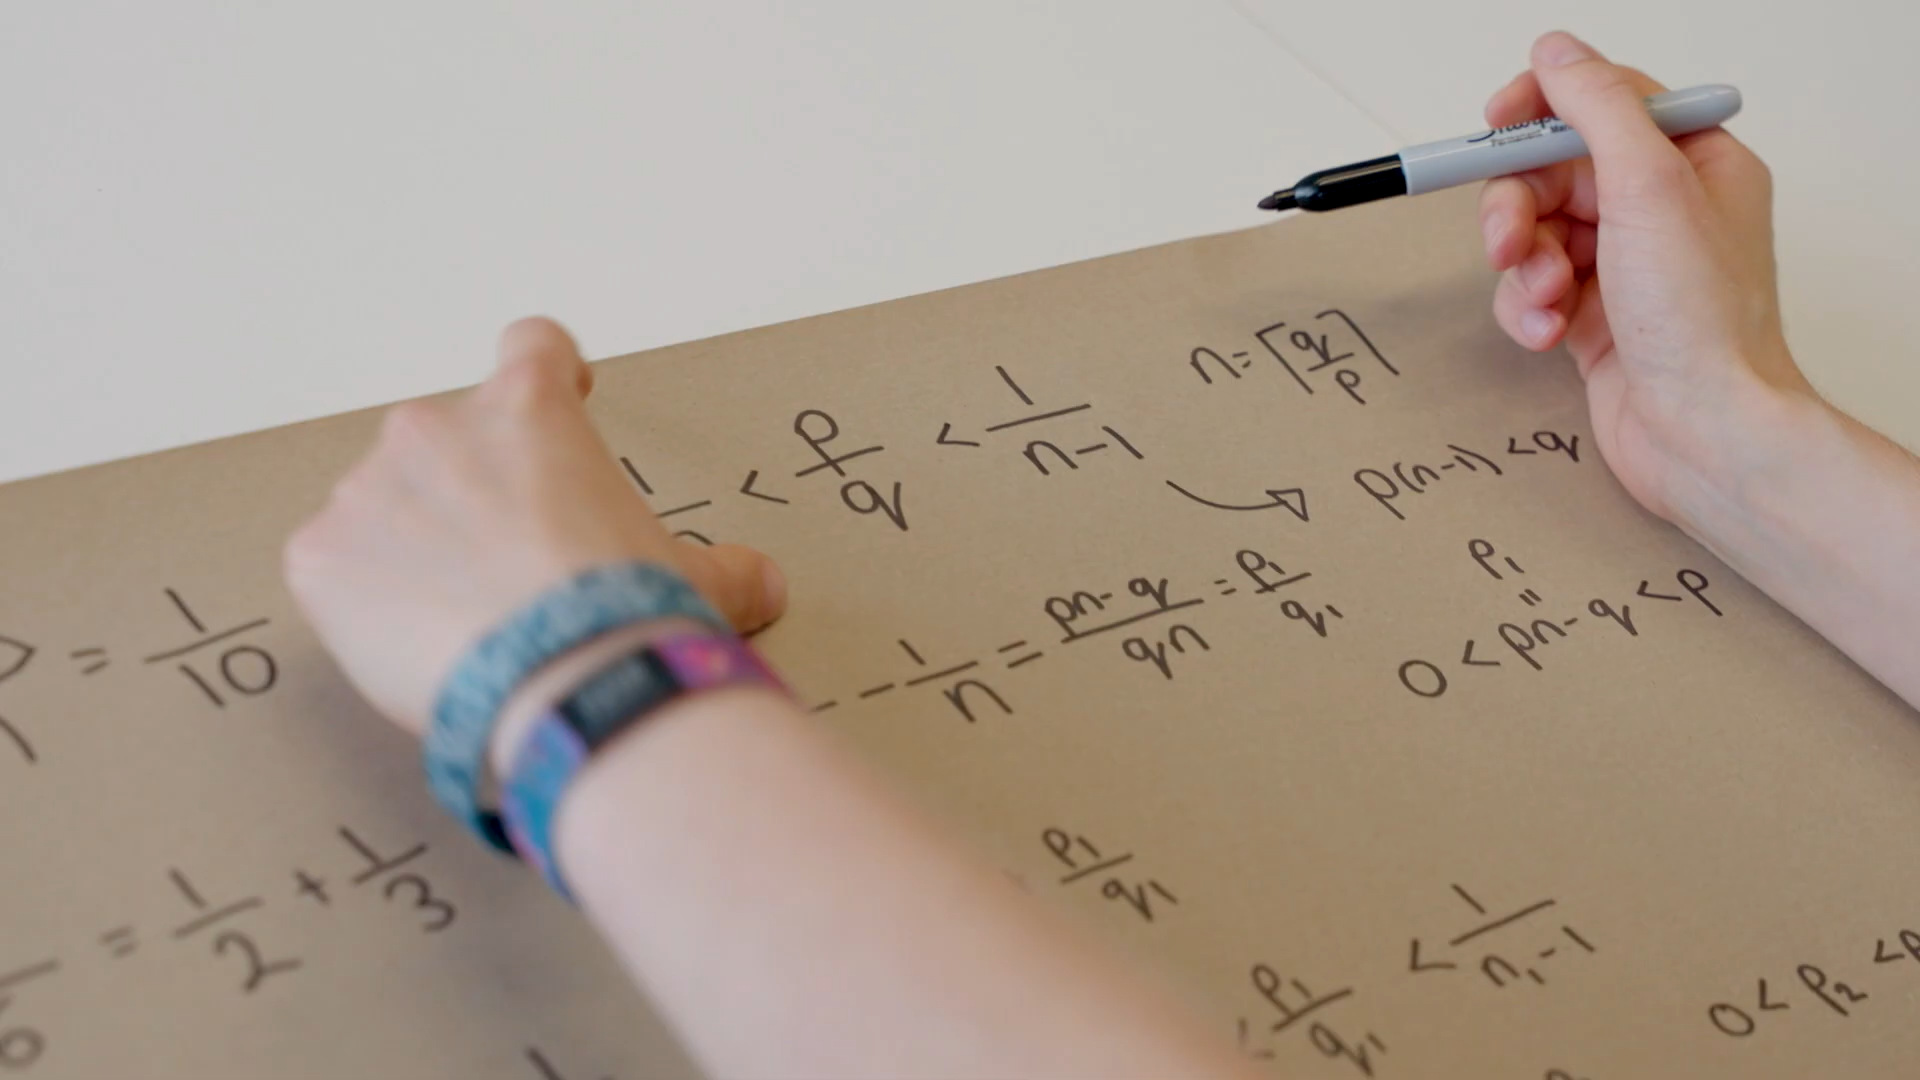 Sharpie
n = ⌈q/p⌉
1/n < p/q < 1/(n-1)
p(n-1) < q
- 1/n = (pn-q)/(qn) = p₁/q₁
p₁
=
0 < pn-q < p
= 1/10
p₁/q₁
= 1/2 + 1/3
p₁/q₁ < 1/(n₁-1)
0 < p₂ <